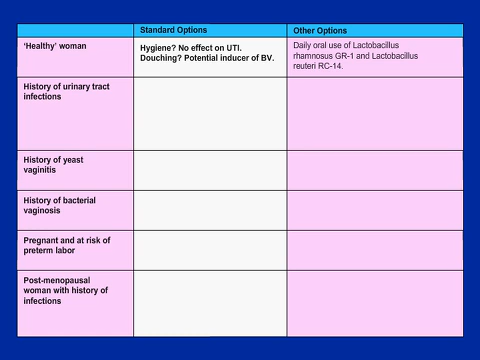 Standard Options
Other Options
‘Healthy’ woman
Hygiene? No effect on UTI.
Douching? Potential inducer of BV.
Daily oral use of Lactobacillus
rhamnosus GR-1 and Lactobacillus
reuteri RC-14.
History of urinary tract
infections
History of yeast
vaginitis
History of bacterial
vaginosis
Pregnant and at risk of
preterm labor
Post-menopausal
woman with history of
infections